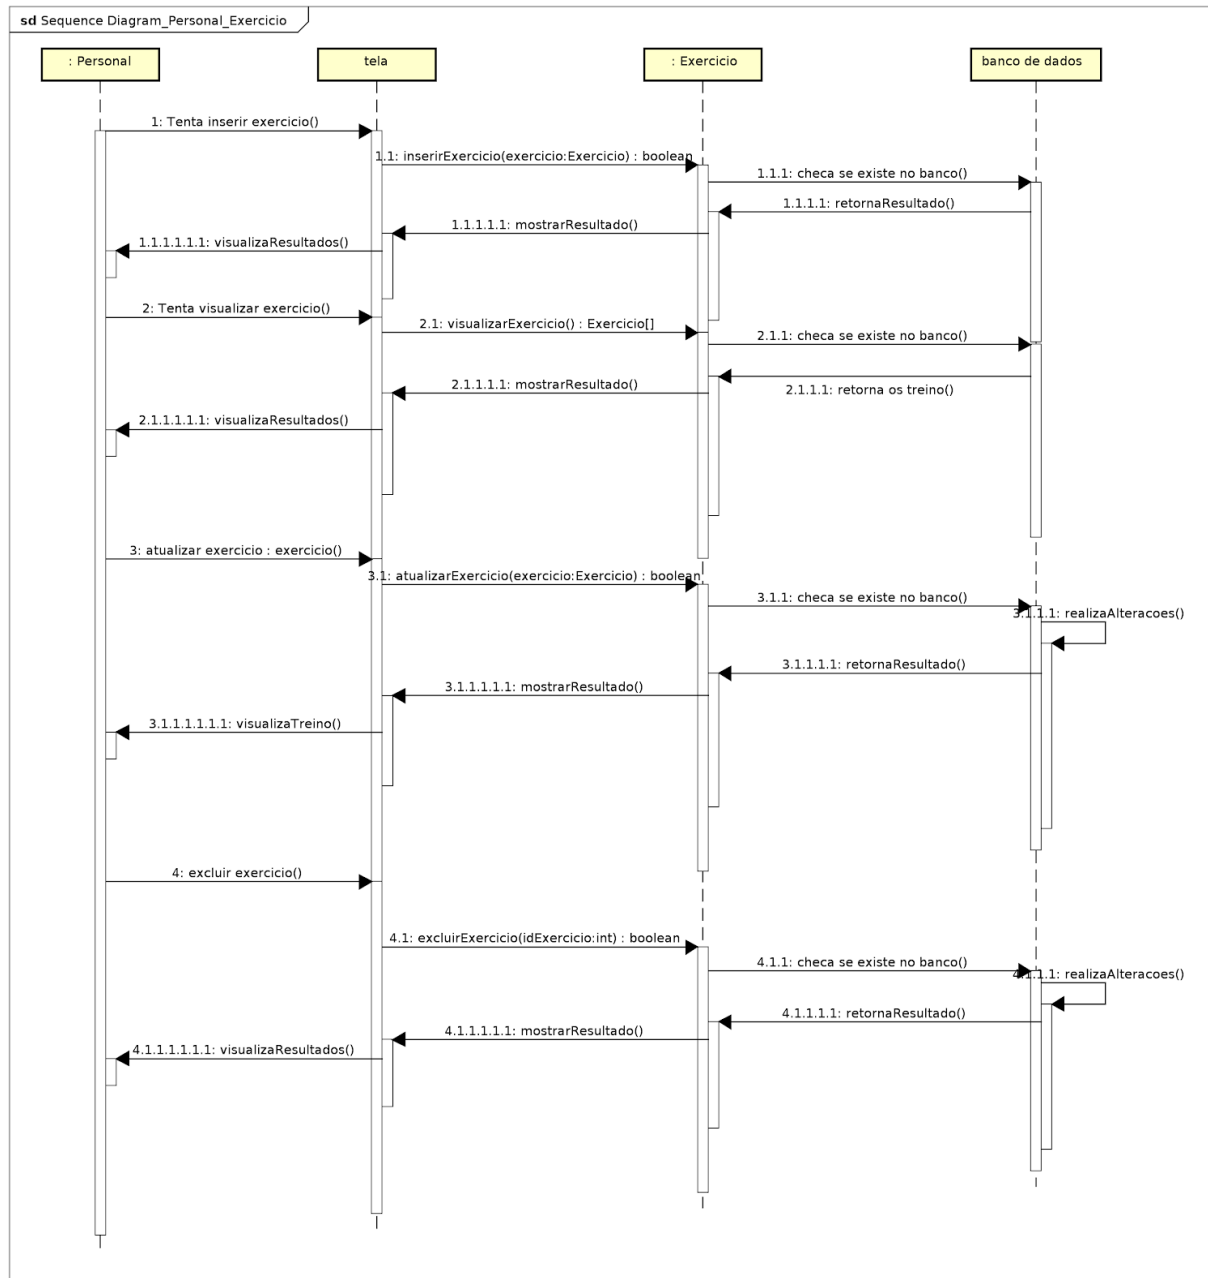 sd Sequence Diagram_Personal_Exercicio
: Personal
tela
: Exercicio
banco de dados
1: Tenta inserir exercicio()
1.1: inserirExercicio(exercicio:Exercicio) : boolean
1.1.1: checa se existe no banco()
1.1.1.1: retornaResultado()
1.1.1.1.1: mostrarResultado()
1.1.1.1.1.1: visualizaResultados()
2: Tenta visualizar exercicio()
2.1: visualizarExercicio() : Exercicio[]
2.1.1: checa se existe no banco()
2.1.1.1: retorna os treino()
2.1.1.1.1: mostrarResultado()
2.1.1.1.1.1: visualizaResultados()
3: atualizar exercicio : exercicio()
3.1: atualizarExercicio(exercicio:Exercicio) : boolean
3.1.1: checa se existe no banco()
3.1.1.1: realizaAlteracoes()
3.1.1.1.1: retornaResultado()
3.1.1.1.1.1: mostrarResultado()
3.1.1.1.1.1.1: visualizaTreino()
4: excluir exercicio()
4.1: excluirExercicio(idExercicio:int) : boolean
4.1.1: checa se existe no banco()
4.1.1.1: realizaAlteracoes()
4.1.1.1.1: retornaResultado()
4.1.1.1.1.1: mostrarResultado()
4.1.1.1.1.1.1: visualizaResultados()